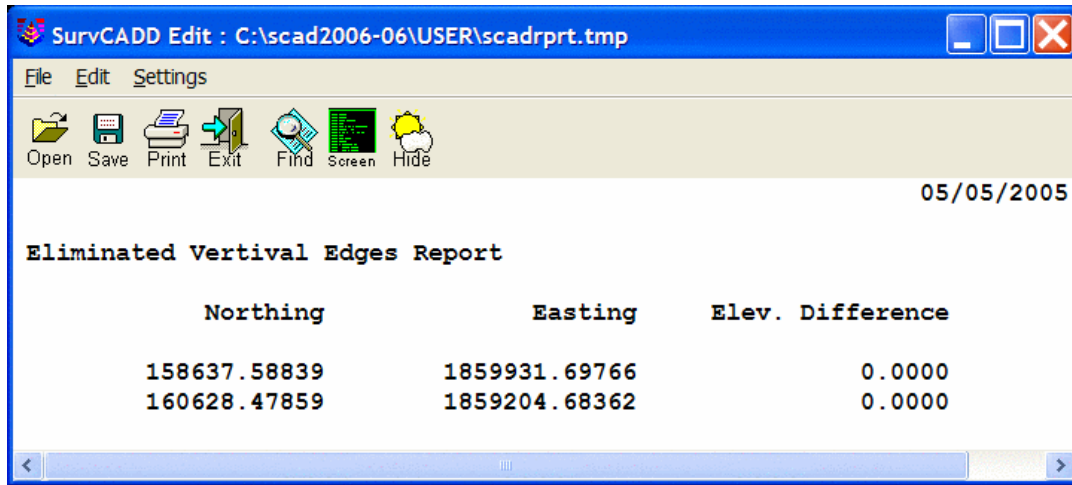 SurvCADD Edit : C:\scad2006-06\USER\scadrprt.tmp
File Edit Settings
Open Save Print Exit Find Screen Hide
05/05/2005
Eliminated Vertival Edges Report
Northing Easting Elev. Difference
158637.58839 1859931.69766 0.0000
160628.47859 1859204.68362 0.0000